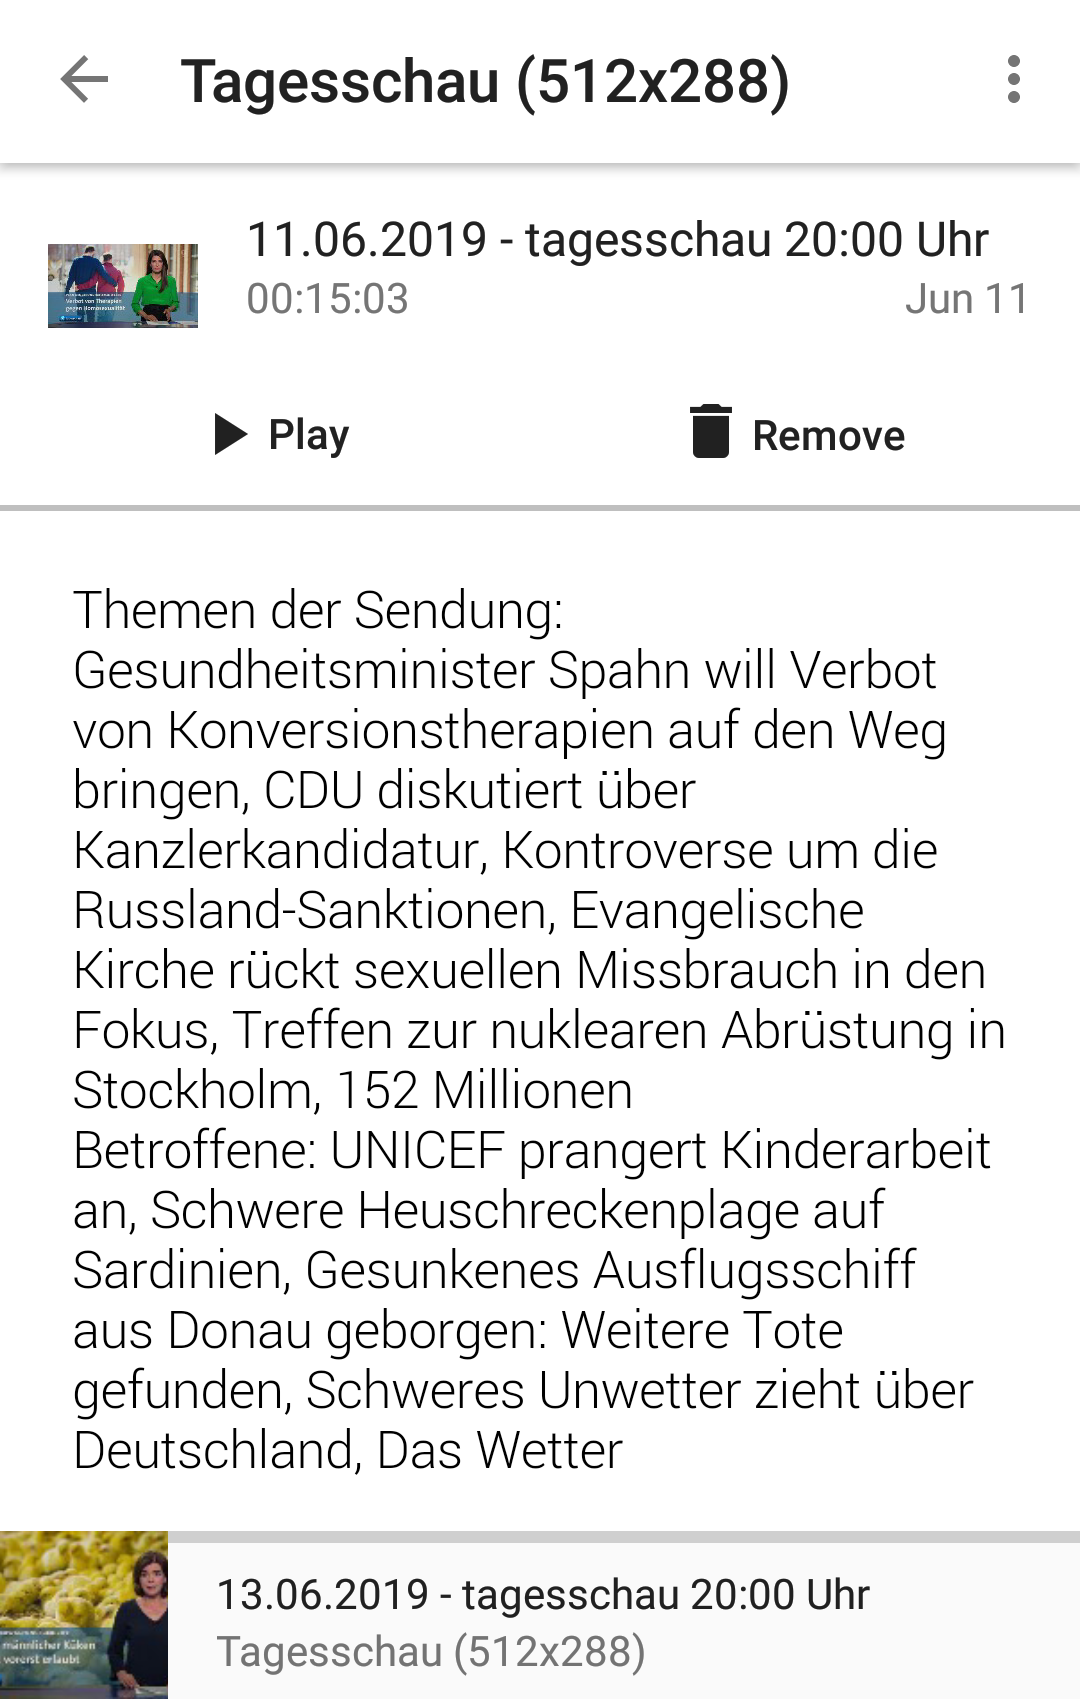 Tagesschau (512x288)
11.06.2019 - tagesschau 20:00 Uhr
00:15:03
Jun 11
Verbot von Therapien
gegen Homosexualität
Play
Remove
Themen der Sendung:
Gesundheitsminister Spahn will Verbot
von Konversionstherapien auf den Weg
bringen, CDU diskutiert über
Kanzlerkandidatur, Kontroverse um die
Russland-Sanktionen, Evangelische
Kirche rückt sexuellen Missbrauch in den
Fokus, Treffen zur nuklearen Abrüstung in
Stockholm, 152 Millionen
Betroffene: UNICEF prangert Kinderarbeit
an, Schwere Heuschreckenplage auf
Sardinien, Gesunkenes Ausflugsschiff
aus Donau geborgen: Weitere Tote
gefunden, Schweres Unwetter zieht über
Deutschland, Das Wetter
männlicher Küken
vorerst erlaubt
13.06.2019 - tagesschau 20:00 Uhr
Tagesschau (512x288)